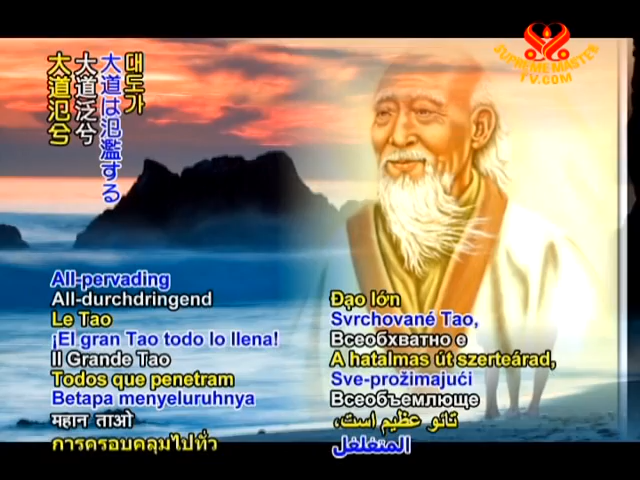 SUPREME MASTER
TV.COM
대도가
大道は氾濫する
大道泛兮
大道氾兮
All-pervading
All-durchdringend
Le Tao
¡El gran Tao todo lo llena!
Il Grande Tao
Todos que penetram
Betapa menyeluruhnya
महान ताओ
การครอบคลุมไปทั่ว
Đạo lớn
Svrchované Tao,
Всеобхватно е
A hatalmas út szerteárad,
Sve-prožimajući
Всеобъемлюще
تائو عظیم است،
المتغلغل